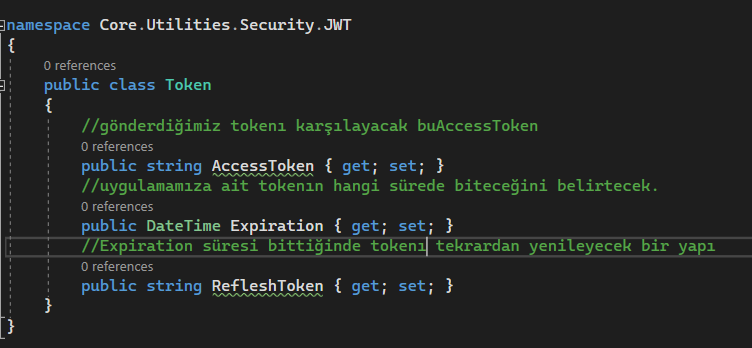 namespace Core.Utilities.Security.JWT
{
0 references
public class Token
{
//gönderdiğimiz tokenı karşılayacak buAccessToken
0 references
public string AccessToken { get; set; }
//uygulamamıza ait tokenın hangi sürede biteceğini belirtecek.
0 references
public DateTime Expiration { get; set; }
//Expiration süresi bittiğinde tokenı tekrardan yenileyecek bir yapı
0 references
public string RefleshToken { get; set; }
}
}